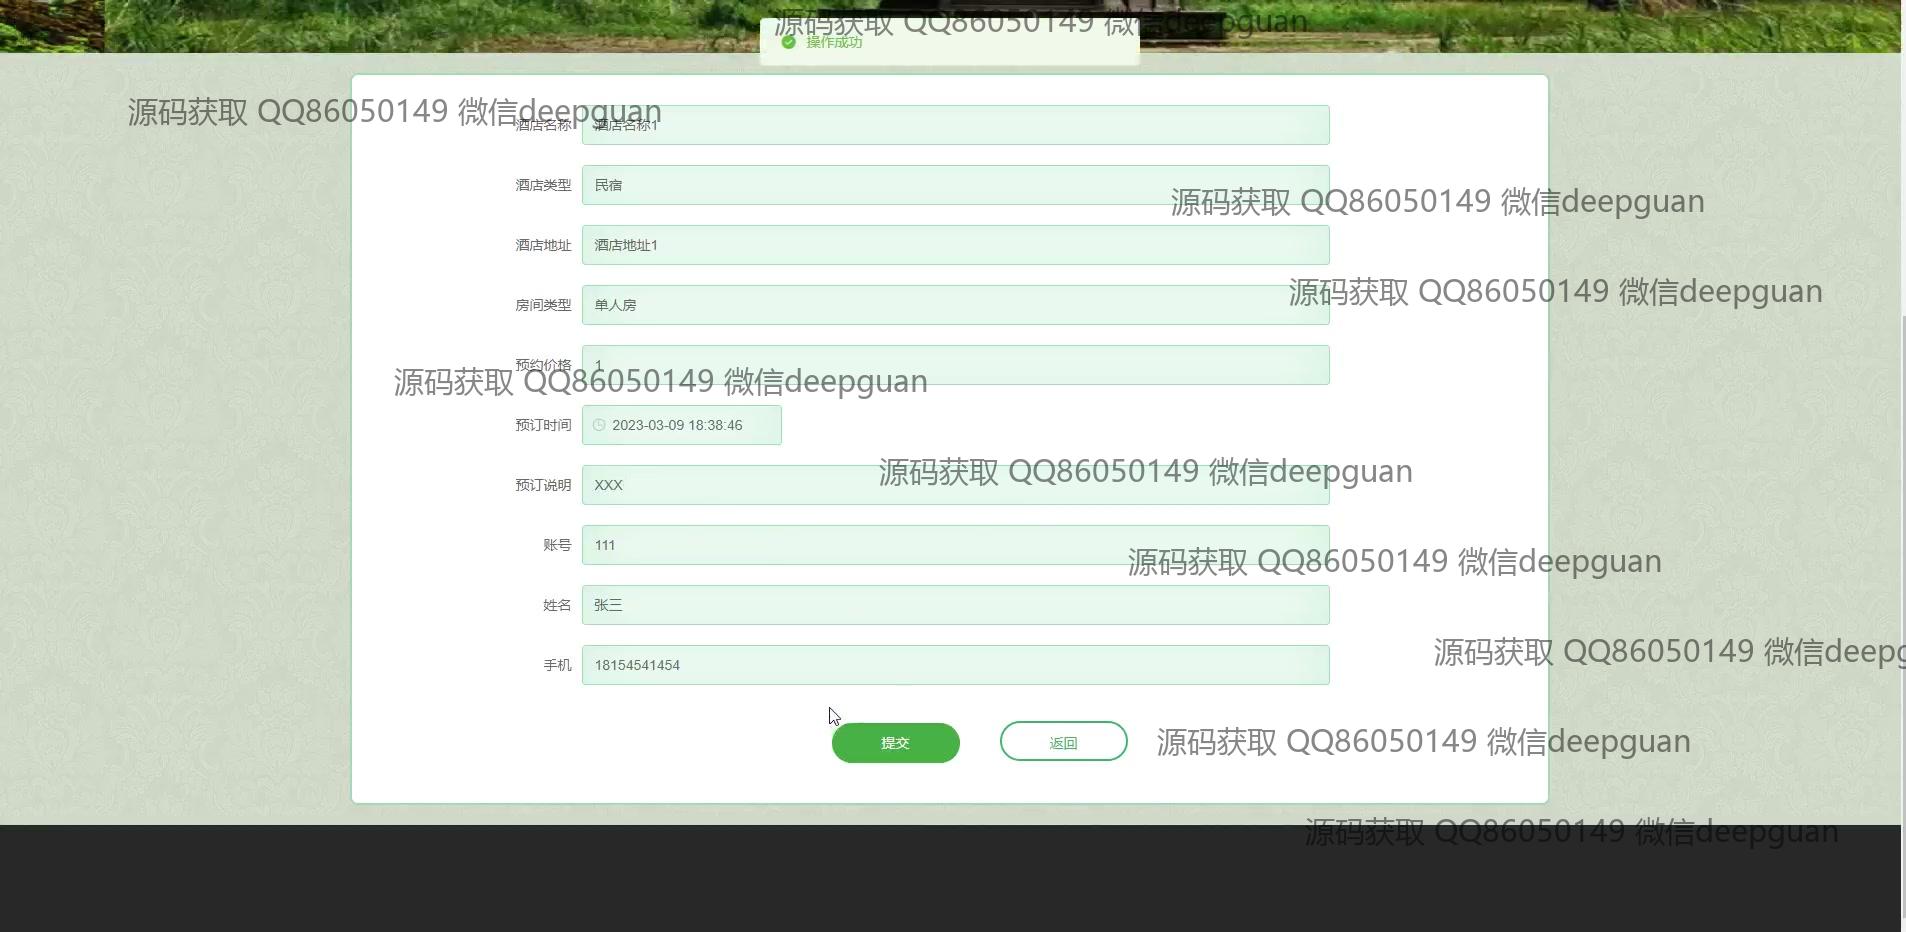 源码获取 QQ86050149 微信deepguan
操作成功
源码获取 QQ86050149 微信deepguan
酒店名称 酒店名称1
酒店类型 民宿
源码获取 QQ86050149 微信deepguan
酒店地址 酒店地址1
源码获取 QQ86050149 微信deepguan
房间类型 单人房
预约价格 1
源码获取 QQ86050149 微信deepguan
预订时间 2023-03-09 18:38:46
源码获取 QQ86050149 微信deepguan
预订说明 XXX
账号 111
源码获取 QQ86050149 微信deepguan
姓名 张三
源码获取 QQ86050149 微信deepg
手机 18154541454
提交 返回
源码获取 QQ86050149 微信deepguan
源码获取 QQ86050149 微信deepguan